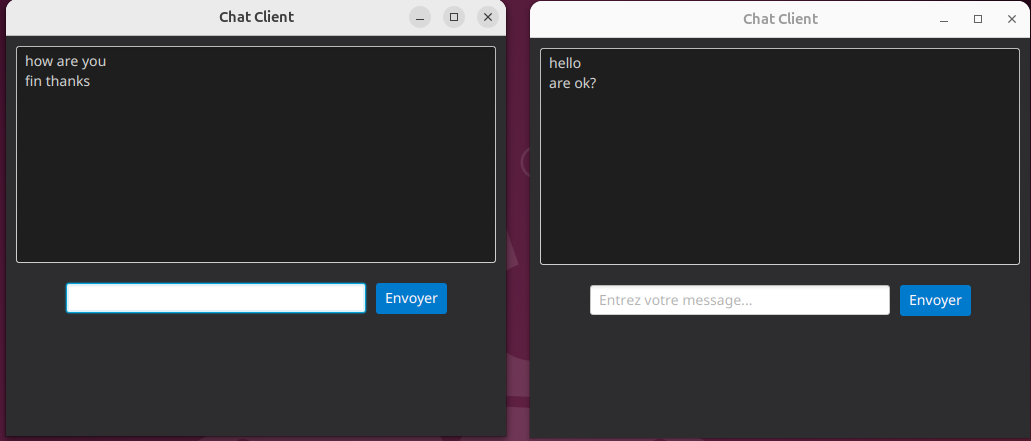 Chat Client
how are you
fin thanks
Envoyer
Chat Client
hello
are ok?
Entrez votre message...
Envoyer